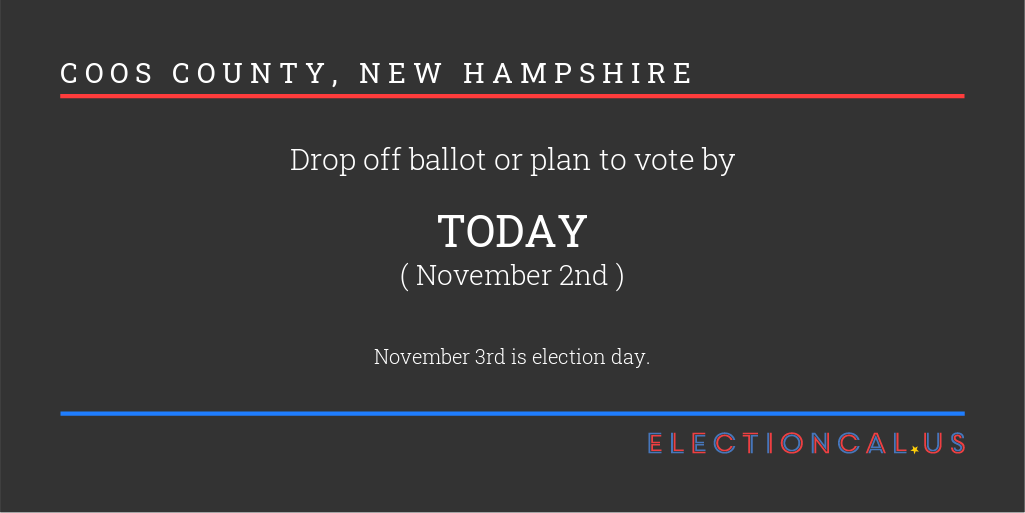 COOS COUNTY, NEW HAMPSHIRE
Drop off ballot or plan to vote by
TODAY
( November 2nd )
November 3rd is election day.
ELECTIONCAL.US